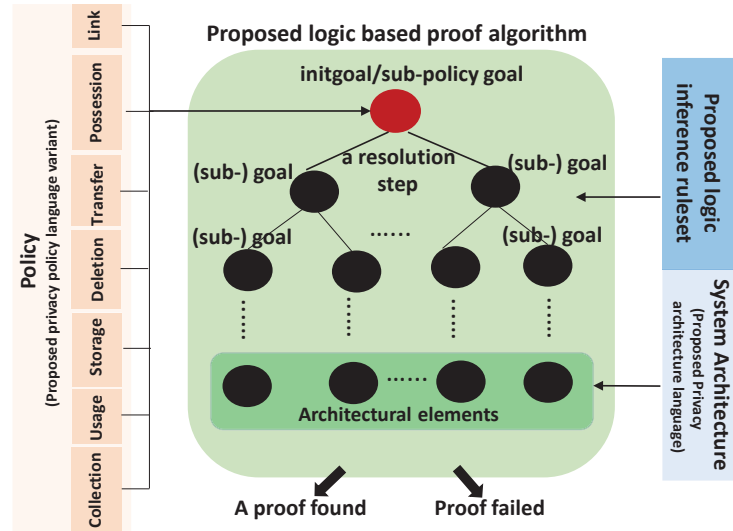 Policy
(Proposed privacy policy language variant)
Link
Possession
Transfer
Deletion
Storage
Usage
Collection
Proposed logic based proof algorithm
initgoal/sub-policy goal
a resolution
step
(sub-) goal
(sub-) goal
......
(sub-) goal
(sub-) goal
......
......
......
......
......
Architectural elements
A proof found
Proof failed
Proposed logic
inference ruleset
System Architecture
(Proposed Privacy
architecture language)